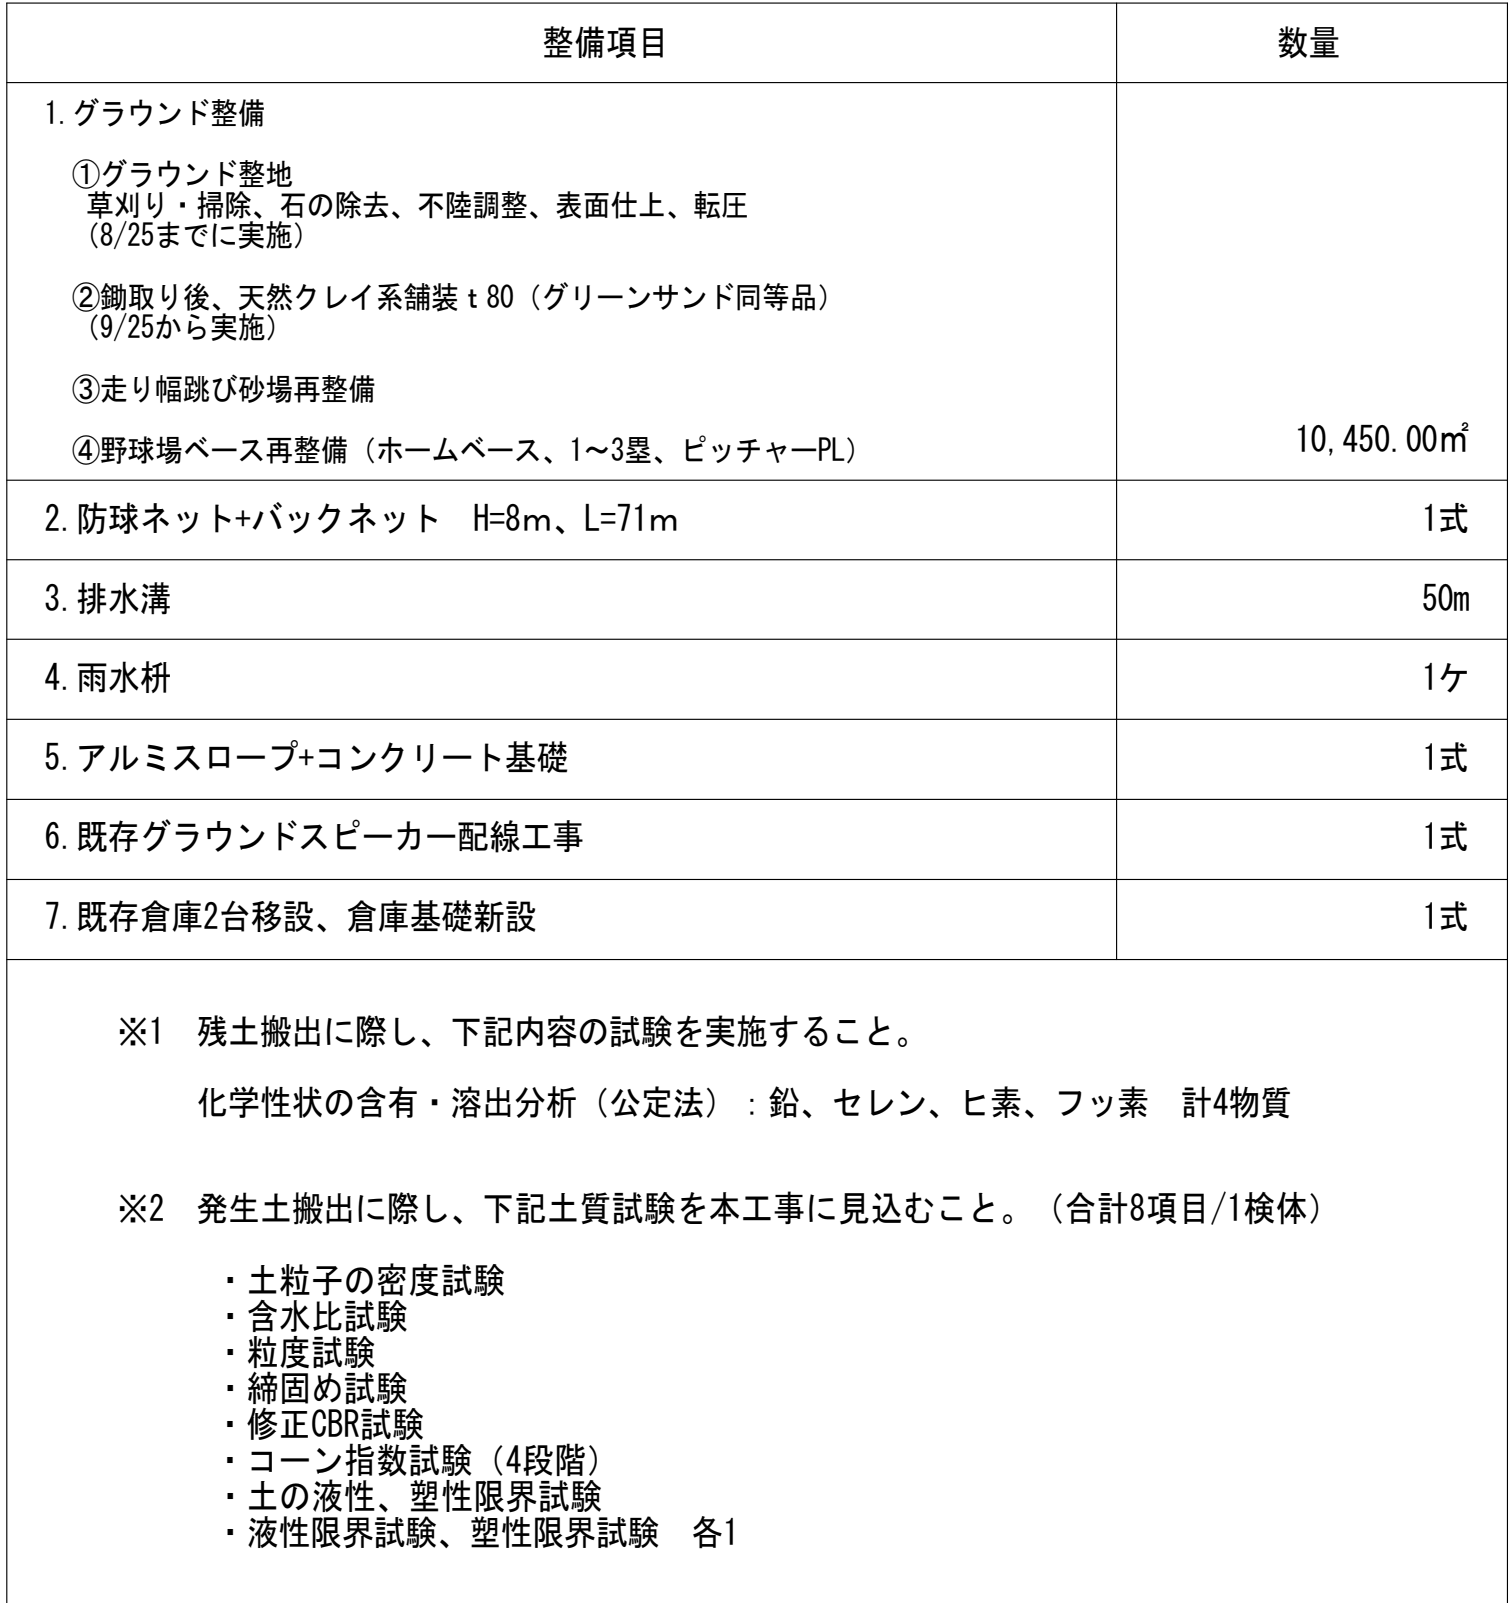 整備項目 数量
1.グラウンド整備
①グラウンド整地
草刈り・掃除、石の除去、不陸調整、表面仕上、転圧
(8/25までに実施)
②鋤取り後、天然クレイ系舗装ｔ80（グリーンサンド同等品）
(9/25から実施)
③走り幅跳び砂場再整備
④野球場ベース再整備（ホームベース、1〜3塁、ピッチャーPL） 10,450.00㎡
2.防球ネット+バックネット　H=8ｍ、L=71ｍ 1式
3.排水溝 50m
4.雨水枡 1ケ
5.アルミスロープ+コンクリート基礎 1式
6.既存グラウンドスピーカー配線工事 1式
7.既存倉庫2台移設、倉庫基礎新設 1式
※1　残土搬出に際し、下記内容の試験を実施すること。
化学性状の含有・溶出分析（公定法）：鉛、セレン、ヒ素、フッ素　計4物質
※2　発生土搬出に際し、下記土質試験を本工事に見込むこと。（合計8項目/1検体）
・土粒子の密度試験
・含水比試験
・粒度試験
・締固め試験
・修正CBR試験
・コーン指数試験（4段階）
・土の液性、塑性限界試験
・液性限界試験、塑性限界試験　各1